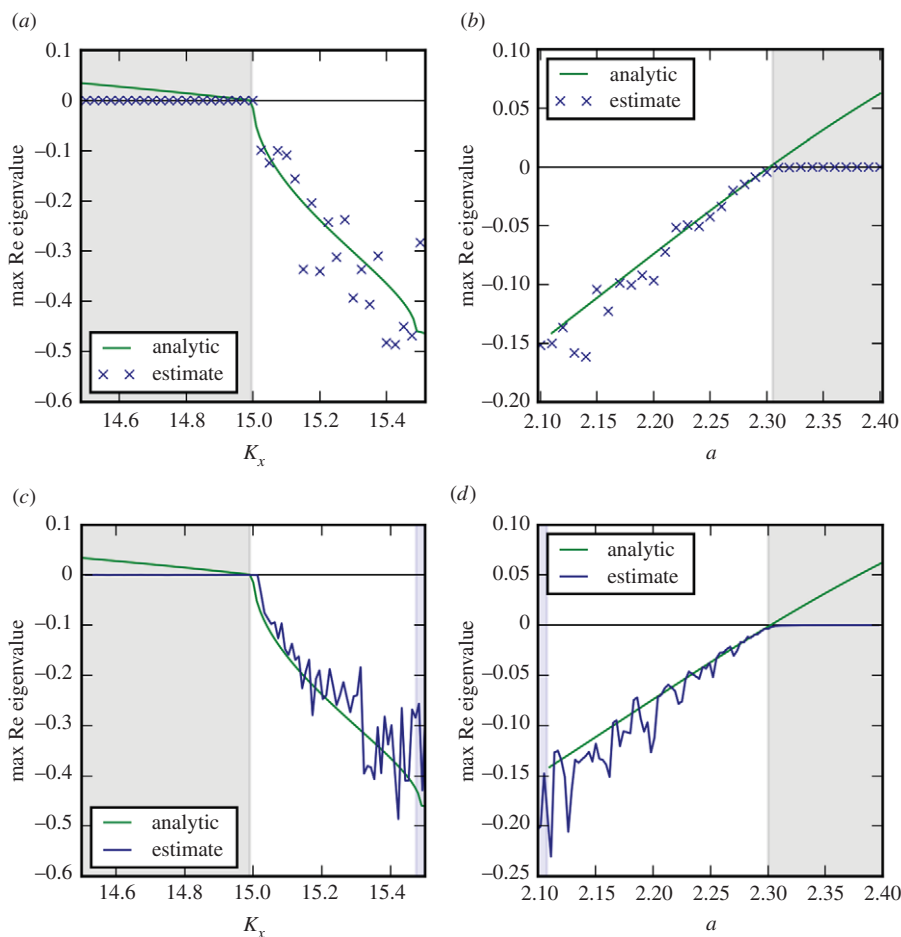 (a)
0.1
0
–0.1
–0.2
–0.3
–0.4
–0.5
–0.6
max Re eigenvalue
analytic
estimate
14.6 14.8 15.0 15.2 15.4
K_x
(b)
0.10
0.05
0
–0.05
–0.10
–0.15
–0.20
max Re eigenvalue
analytic
estimate
2.10 2.15 2.20 2.25 2.30 2.35 2.40
a
(c)
0.1
0
–0.1
–0.2
–0.3
–0.4
–0.5
–0.6
max Re eigenvalue
analytic
estimate
14.6 14.8 15.0 15.2 15.4
K_x
(d)
0.10
0.05
0
–0.05
–0.10
–0.15
–0.20
–0.25
max Re eigenvalue
analytic
estimate
2.10 2.15 2.20 2.25 2.30 2.35 2.40
a